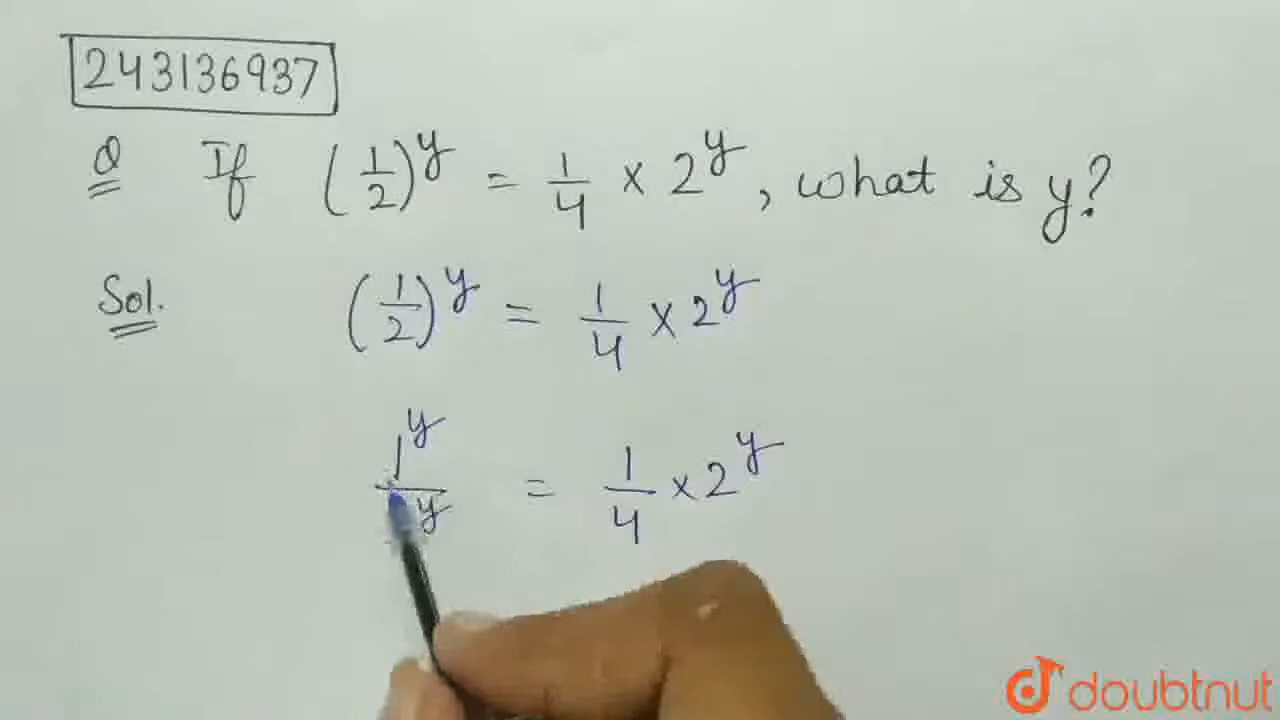 243136937
Q If (1/2)^y = 1/4 × 2^y, what is y?
Sol. (1/2)^y = 1/4 × 2^y
1^y/ ^y = 1/4 × 2^y
doubtnut